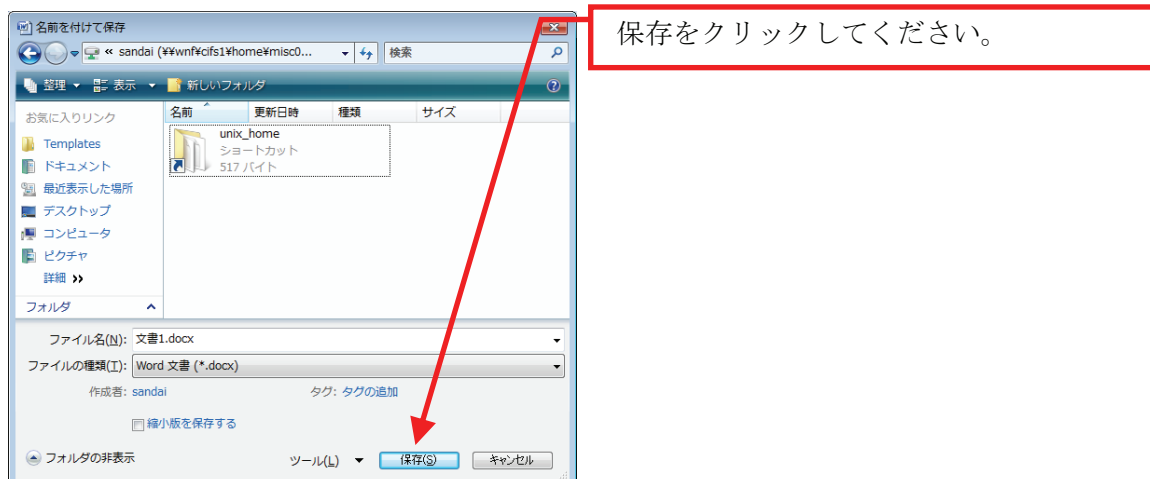 名前を付けて保存
保存をクリックしてください。
« sandai (¥¥wnf¥cifs1¥home¥misc0...
検索
整理 表示 新しいフォルダ
お気に入りリンク
Templates
ドキュメント
最近表示した場所
デスクトップ
コンピュータ
ピクチャ
詳細 »
フォルダ
名前 更新日時 種類 サイズ
unix_home
ショートカット
517 バイト
ファイル名(N): 文書1.docx
ファイルの種類(T): Word 文書 (*.docx)
作成者: sandai タグ: タグの追加
縮小版を保存する
フォルダの非表示 ツール(L) 保存(S) キャンセル